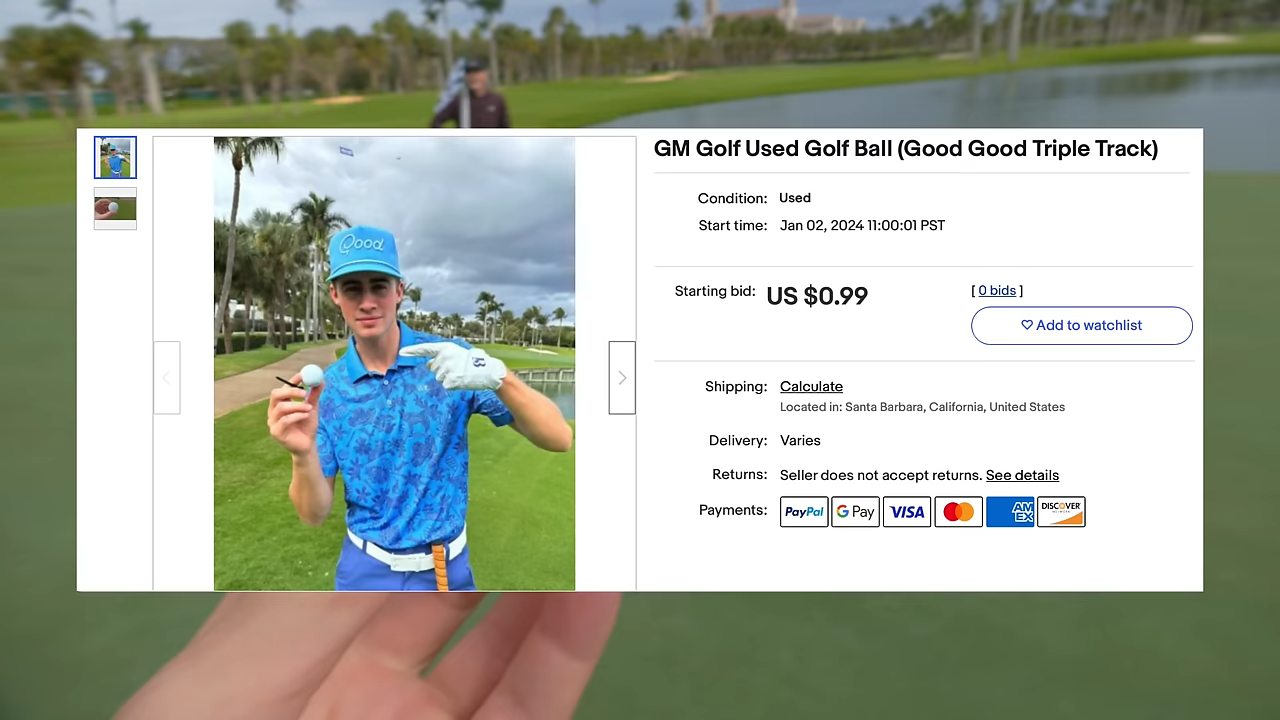 GM Golf Used Golf Ball (Good Good Triple Track)
Condition: Used
Start time: Jan 02, 2024 11:00:01 PST
Starting bid: US $0.99
[ 0 bids ]
Add to watchlist
Shipping: Calculate
Located in: Santa Barbara, California, United States
Delivery: Varies
Returns: Seller does not accept returns. See details
Payments: PayPal G Pay VISA AM EX DISCOVER
Good